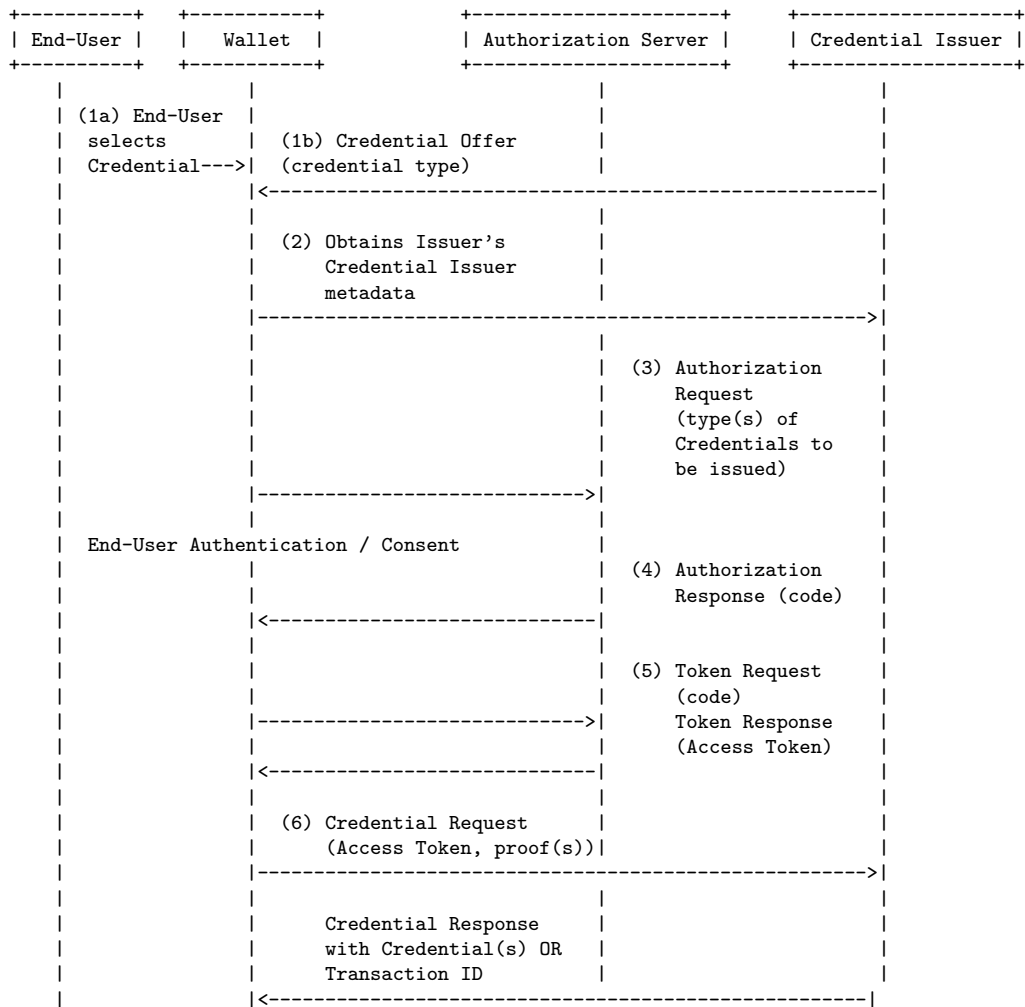 End-User Wallet Authorization Server Credential Issuer
(1a) End-User
selects (1b) Credential Offer
Credential (credential type)
(2) Obtains Issuer's
Credential Issuer
metadata
(3) Authorization
Request
(type(s) of
Credentials to
be issued)
End-User Authentication / Consent
(4) Authorization
Response (code)
(5) Token Request
(code)
Token Response
(Access Token)
(6) Credential Request
(Access Token, proof(s))
Credential Response
with Credential(s) OR
Transaction ID